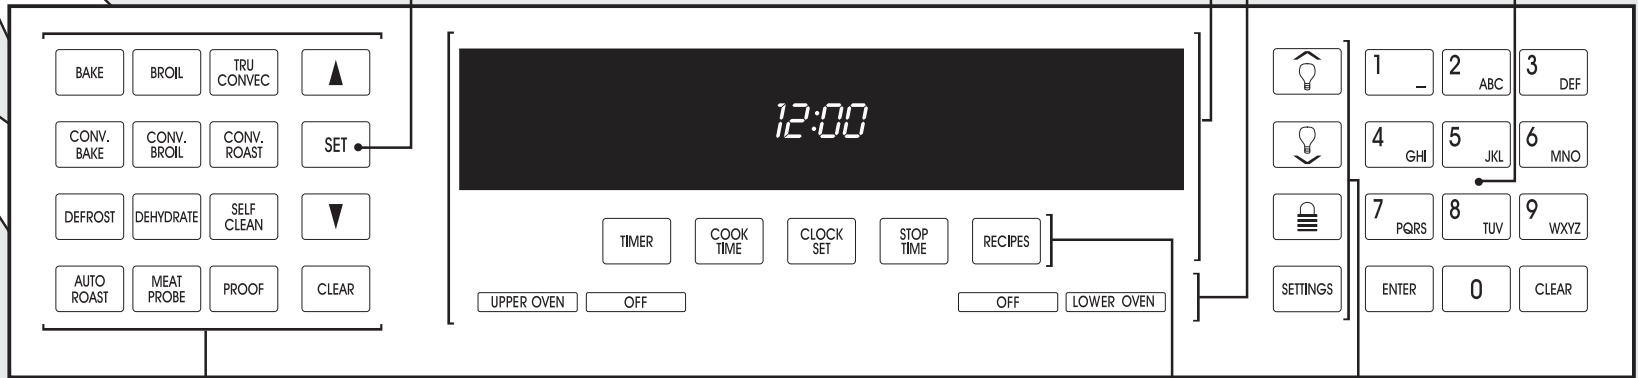 BAKE
BROIL
TRU
CONVEC
CONV.
BAKE
CONV.
BROIL
CONV.
ROAST
SET
DEFROST
DEHYDRATE
SELF
CLEAN
AUTO
ROAST
MEAT
PROBE
PROOF
CLEAR
12:00
TIMER
COOK
TIME
CLOCK
SET
STOP
TIME
RECIPES
UPPER OVEN
OFF
OFF
LOWER OVEN
SETTINGS
1 _
2 ABC
3 DEF
4 GHI
5 JKL
6 MNO
7 PQRS
8 TUV
9 WXYZ
ENTER
0
CLEAR